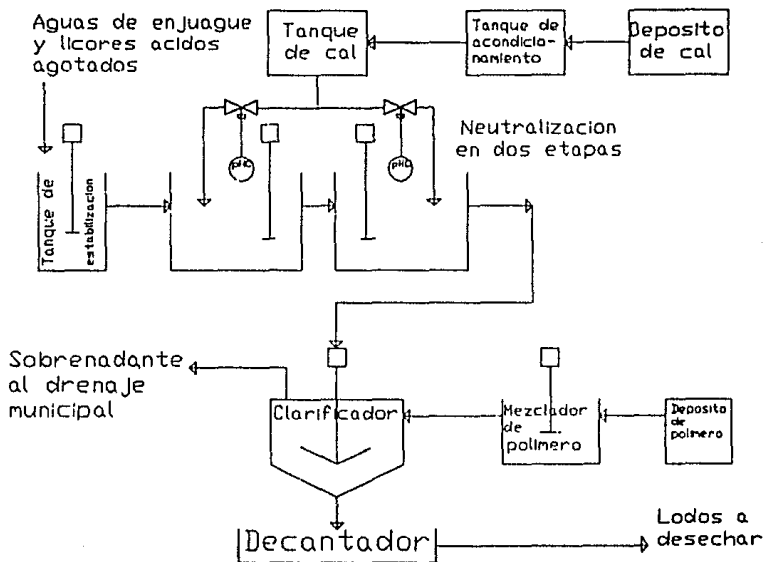 Aguas de enjuague
y licores acidos
agotados
Tanque
de cal
Tanque de
acondicio-
namiento
Deposito
de cal
Neutralizacion
en dos etapas
pHC
pHC
Tanque de
estabilizacion
Sobrenadante
al drenaje
municipal
Clarificador
Mezclador
de
polimero
Deposito
de
polimero
Decantador
Lodos a
desechar